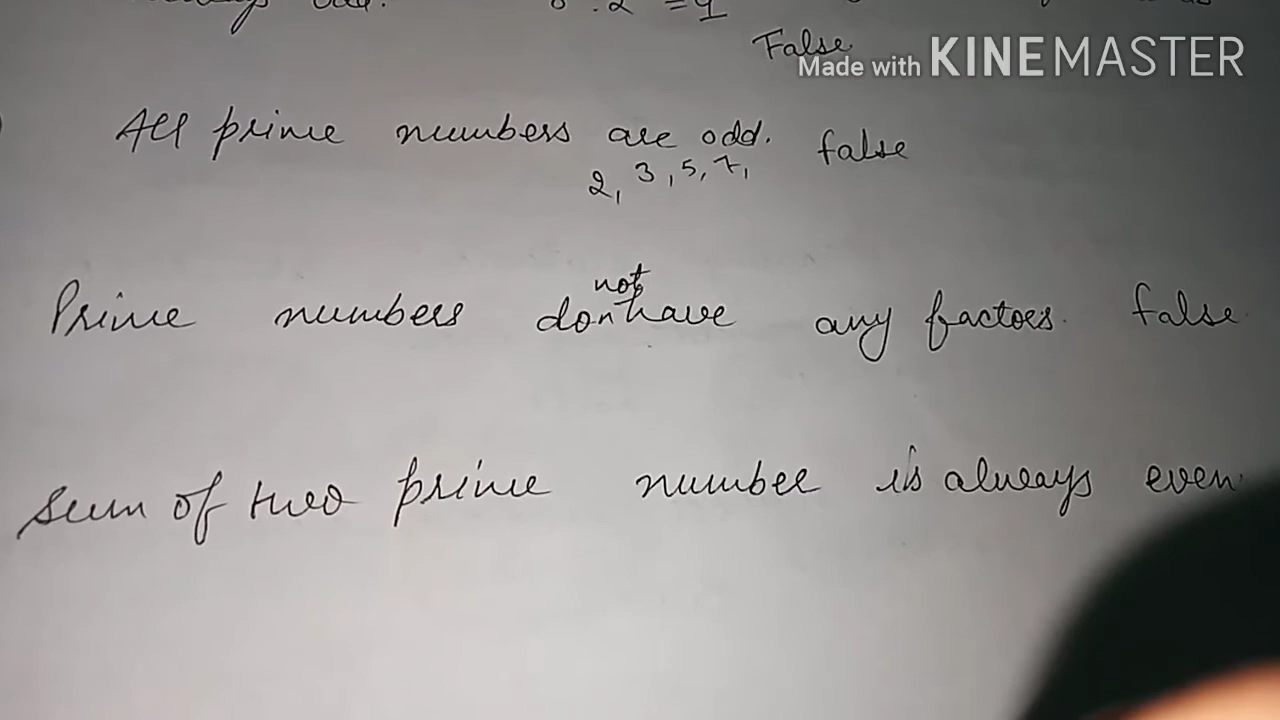 = 9
False.
Made with KINEMASTER
All prime numbers are odd. false
2, 3, 5, 7,
not
Prime numbers don have any factors. false
Sum of two prime number is always even.